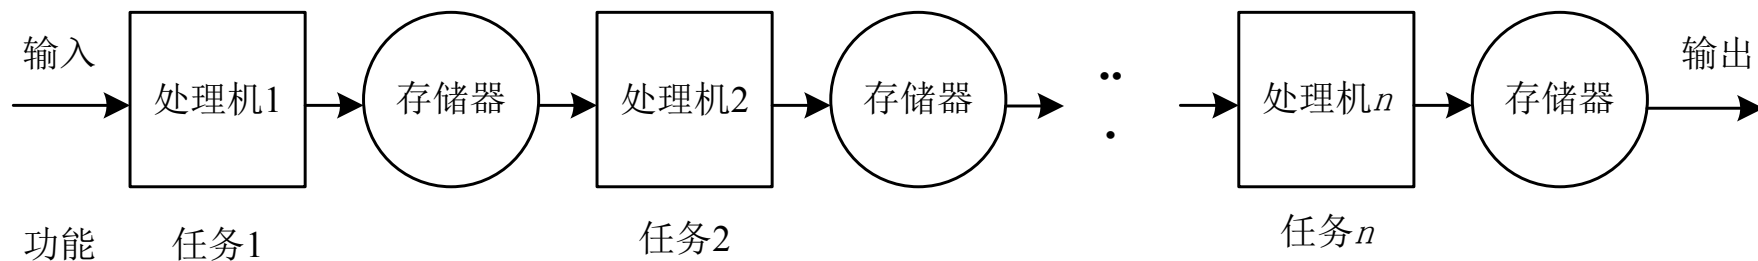 输入
处理机1
存储器
处理机2
存储器
处理机n
存储器
输出
功能
任务1
任务2
任务n